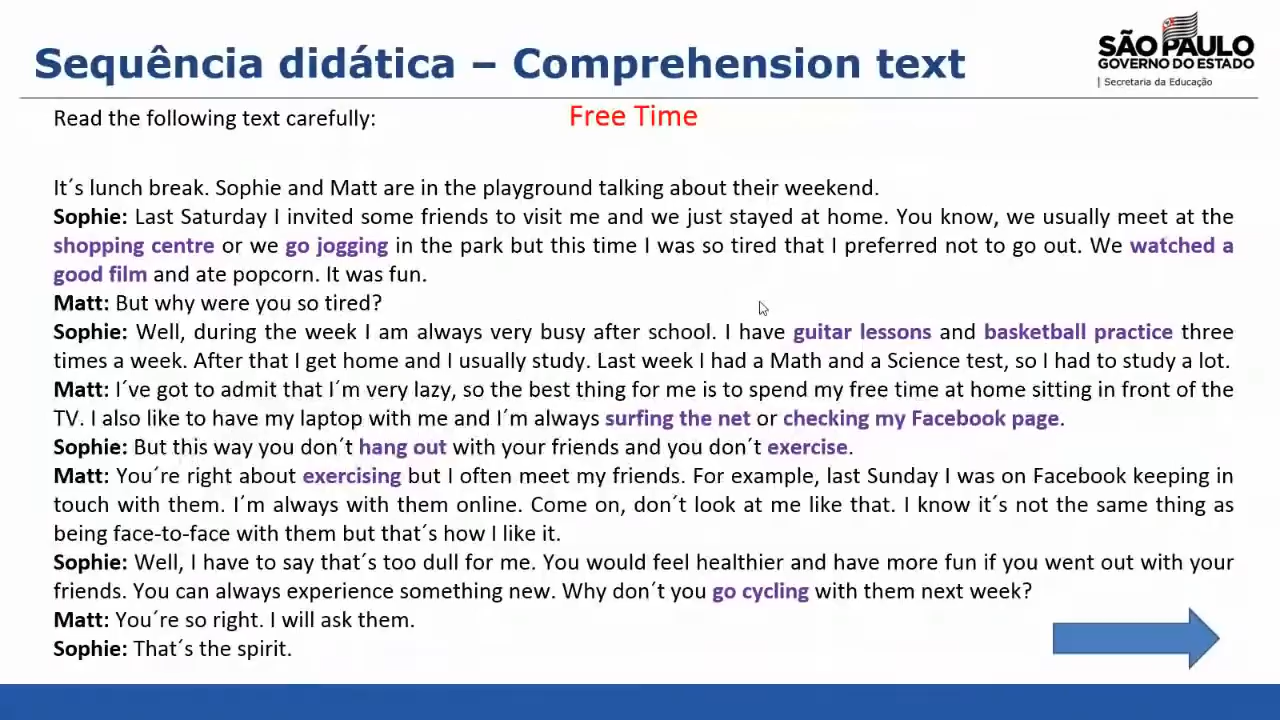 Sequência didática – Comprehension text
SÃO PAULO
GOVERNO DO ESTADO
| Secretaria da Educação
Read the following text carefully:
Free Time
It´s lunch break. Sophie and Matt are in the playground talking about their weekend.
Sophie: Last Saturday I invited some friends to visit me and we just stayed at home. You know, we usually meet at the
shopping centre or we go jogging in the park but this time I was so tired that I preferred not to go out. We watched a
good film and ate popcorn. It was fun.
Matt: But why were you so tired?
Sophie: Well, during the week I am always very busy after school. I have guitar lessons and basketball practice three
times a week. After that I get home and I usually study. Last week I had a Math and a Science test, so I had to study a lot.
Matt: I´ve got to admit that I´m very lazy, so the best thing for me is to spend my free time at home sitting in front of the
TV. I also like to have my laptop with me and I´m always surfing the net or checking my Facebook page.
Sophie: But this way you don´t hang out with your friends and you don´t exercise.
Matt: You´re right about exercising but I often meet my friends. For example, last Sunday I was on Facebook keeping in
touch with them. I´m always with them online. Come on, don´t look at me like that. I know it´s not the same thing as
being face-to-face with them but that´s how I like it.
Sophie: Well, I have to say that´s too dull for me. You would feel healthier and have more fun if you went out with your
friends. You can always experience something new. Why don´t you go cycling with them next week?
Matt: You´re so right. I will ask them.
Sophie: That´s the spirit.